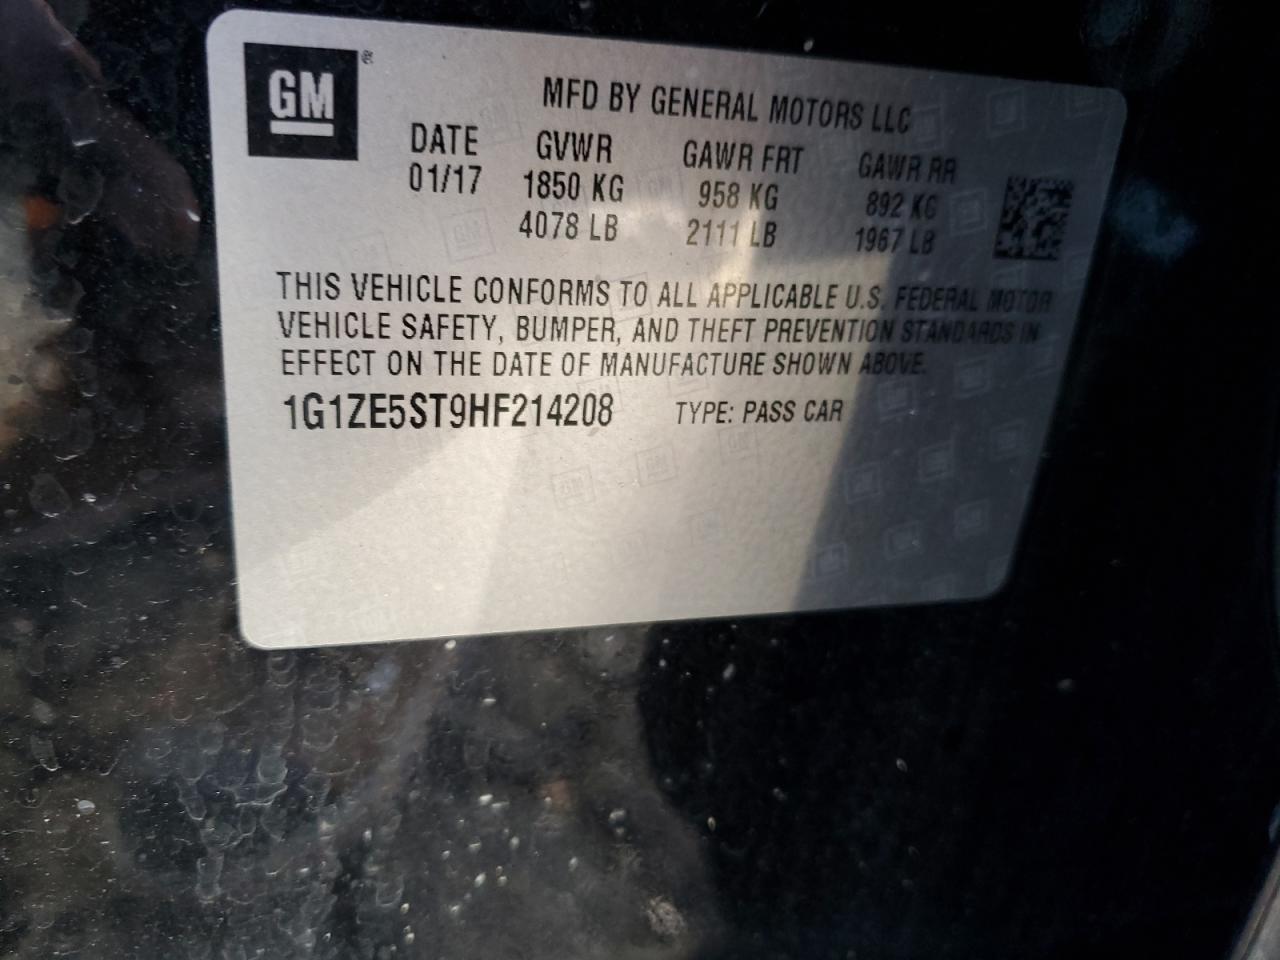 GM®
MFD BY GENERAL MOTORS LLC
DATE GVWR GAWR FRT GAWR RR
01/17 1850 KG 958 KG 892 KG
4078 LB 2111 LB 1967 LB
THIS VEHICLE CONFORMS TO ALL APPLICABLE U.S. FEDERAL MOTOR
VEHICLE SAFETY, BUMPER, AND THEFT PREVENTION STANDARDS IN
EFFECT ON THE DATE OF MANUFACTURE SHOWN ABOVE.
1G1ZE5ST9HF214208 TYPE: PASS CAR